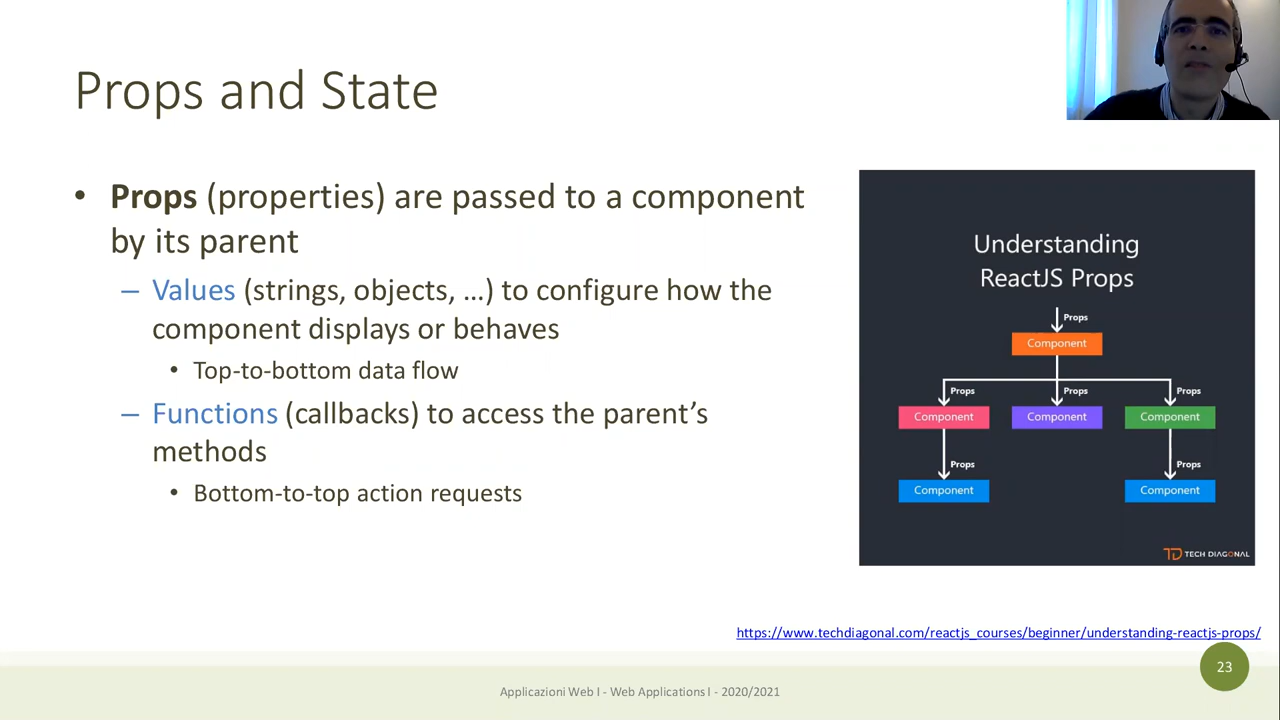 Props and State
• Props (properties) are passed to a component
by its parent
– Values (strings, objects, …) to configure how the
component displays or behaves
• Top-to-bottom data flow
– Functions (callbacks) to access the parent’s
methods
• Bottom-to-top action requests
Understanding
ReactJS Props
Props
Component
Props Props Props
Component Component Component
Props Props
Component Component
TD TECH DIAGONAL
https://www.techdiagonal.com/reactjs_courses/beginner/understanding-reactjs-props/
23
Applicazioni Web I - Web Applications I - 2020/2021